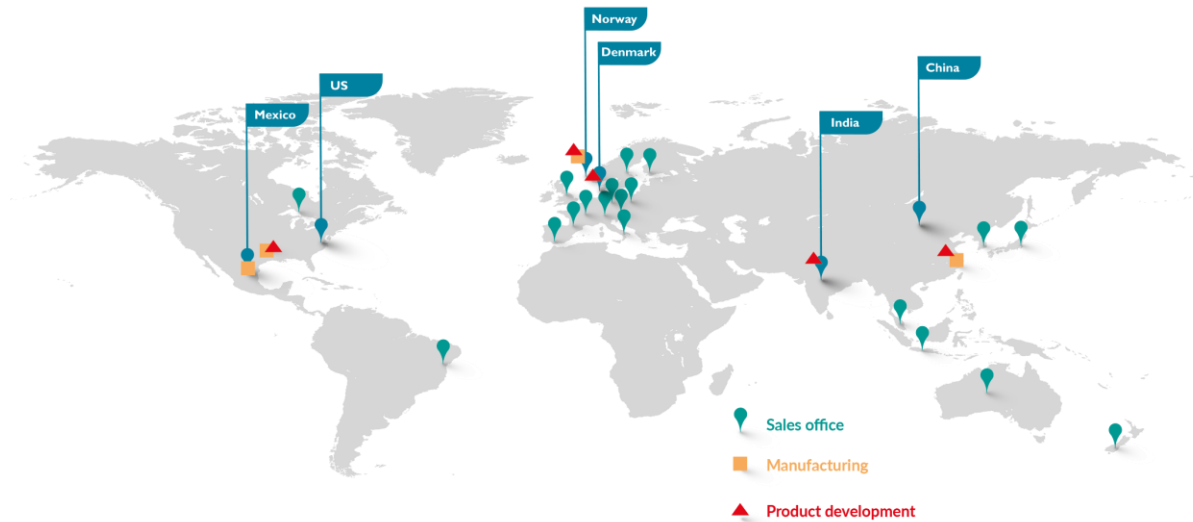 Norway
Denmark
China
US
Mexico
India
Sales office
Manufacturing
Product development